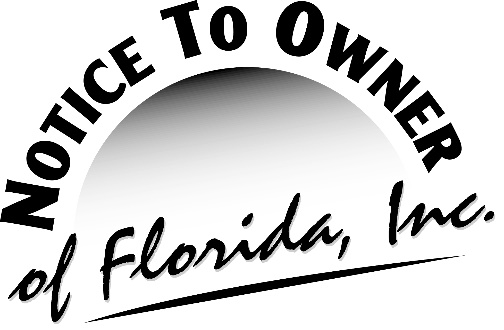 NOTICE TO OWNER
of Florida, Inc.